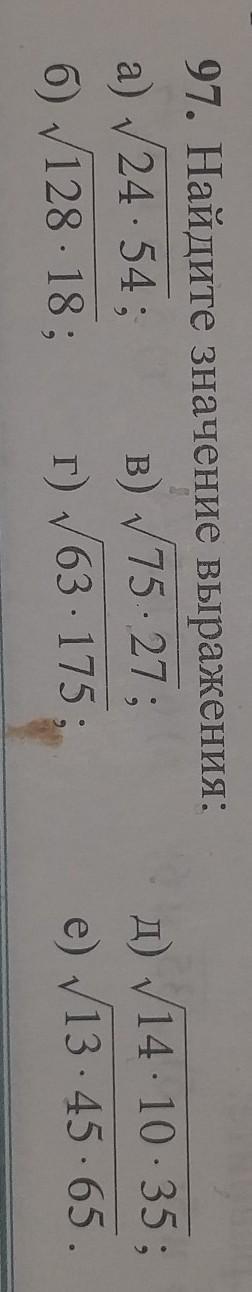 97. Найдите значение выражения:
а) √24 · 54; в) √75 · 27; д) √14 · 10 · 35;
б) √128 · 18; г) √63 · 175; е) √13 · 45 · 65.